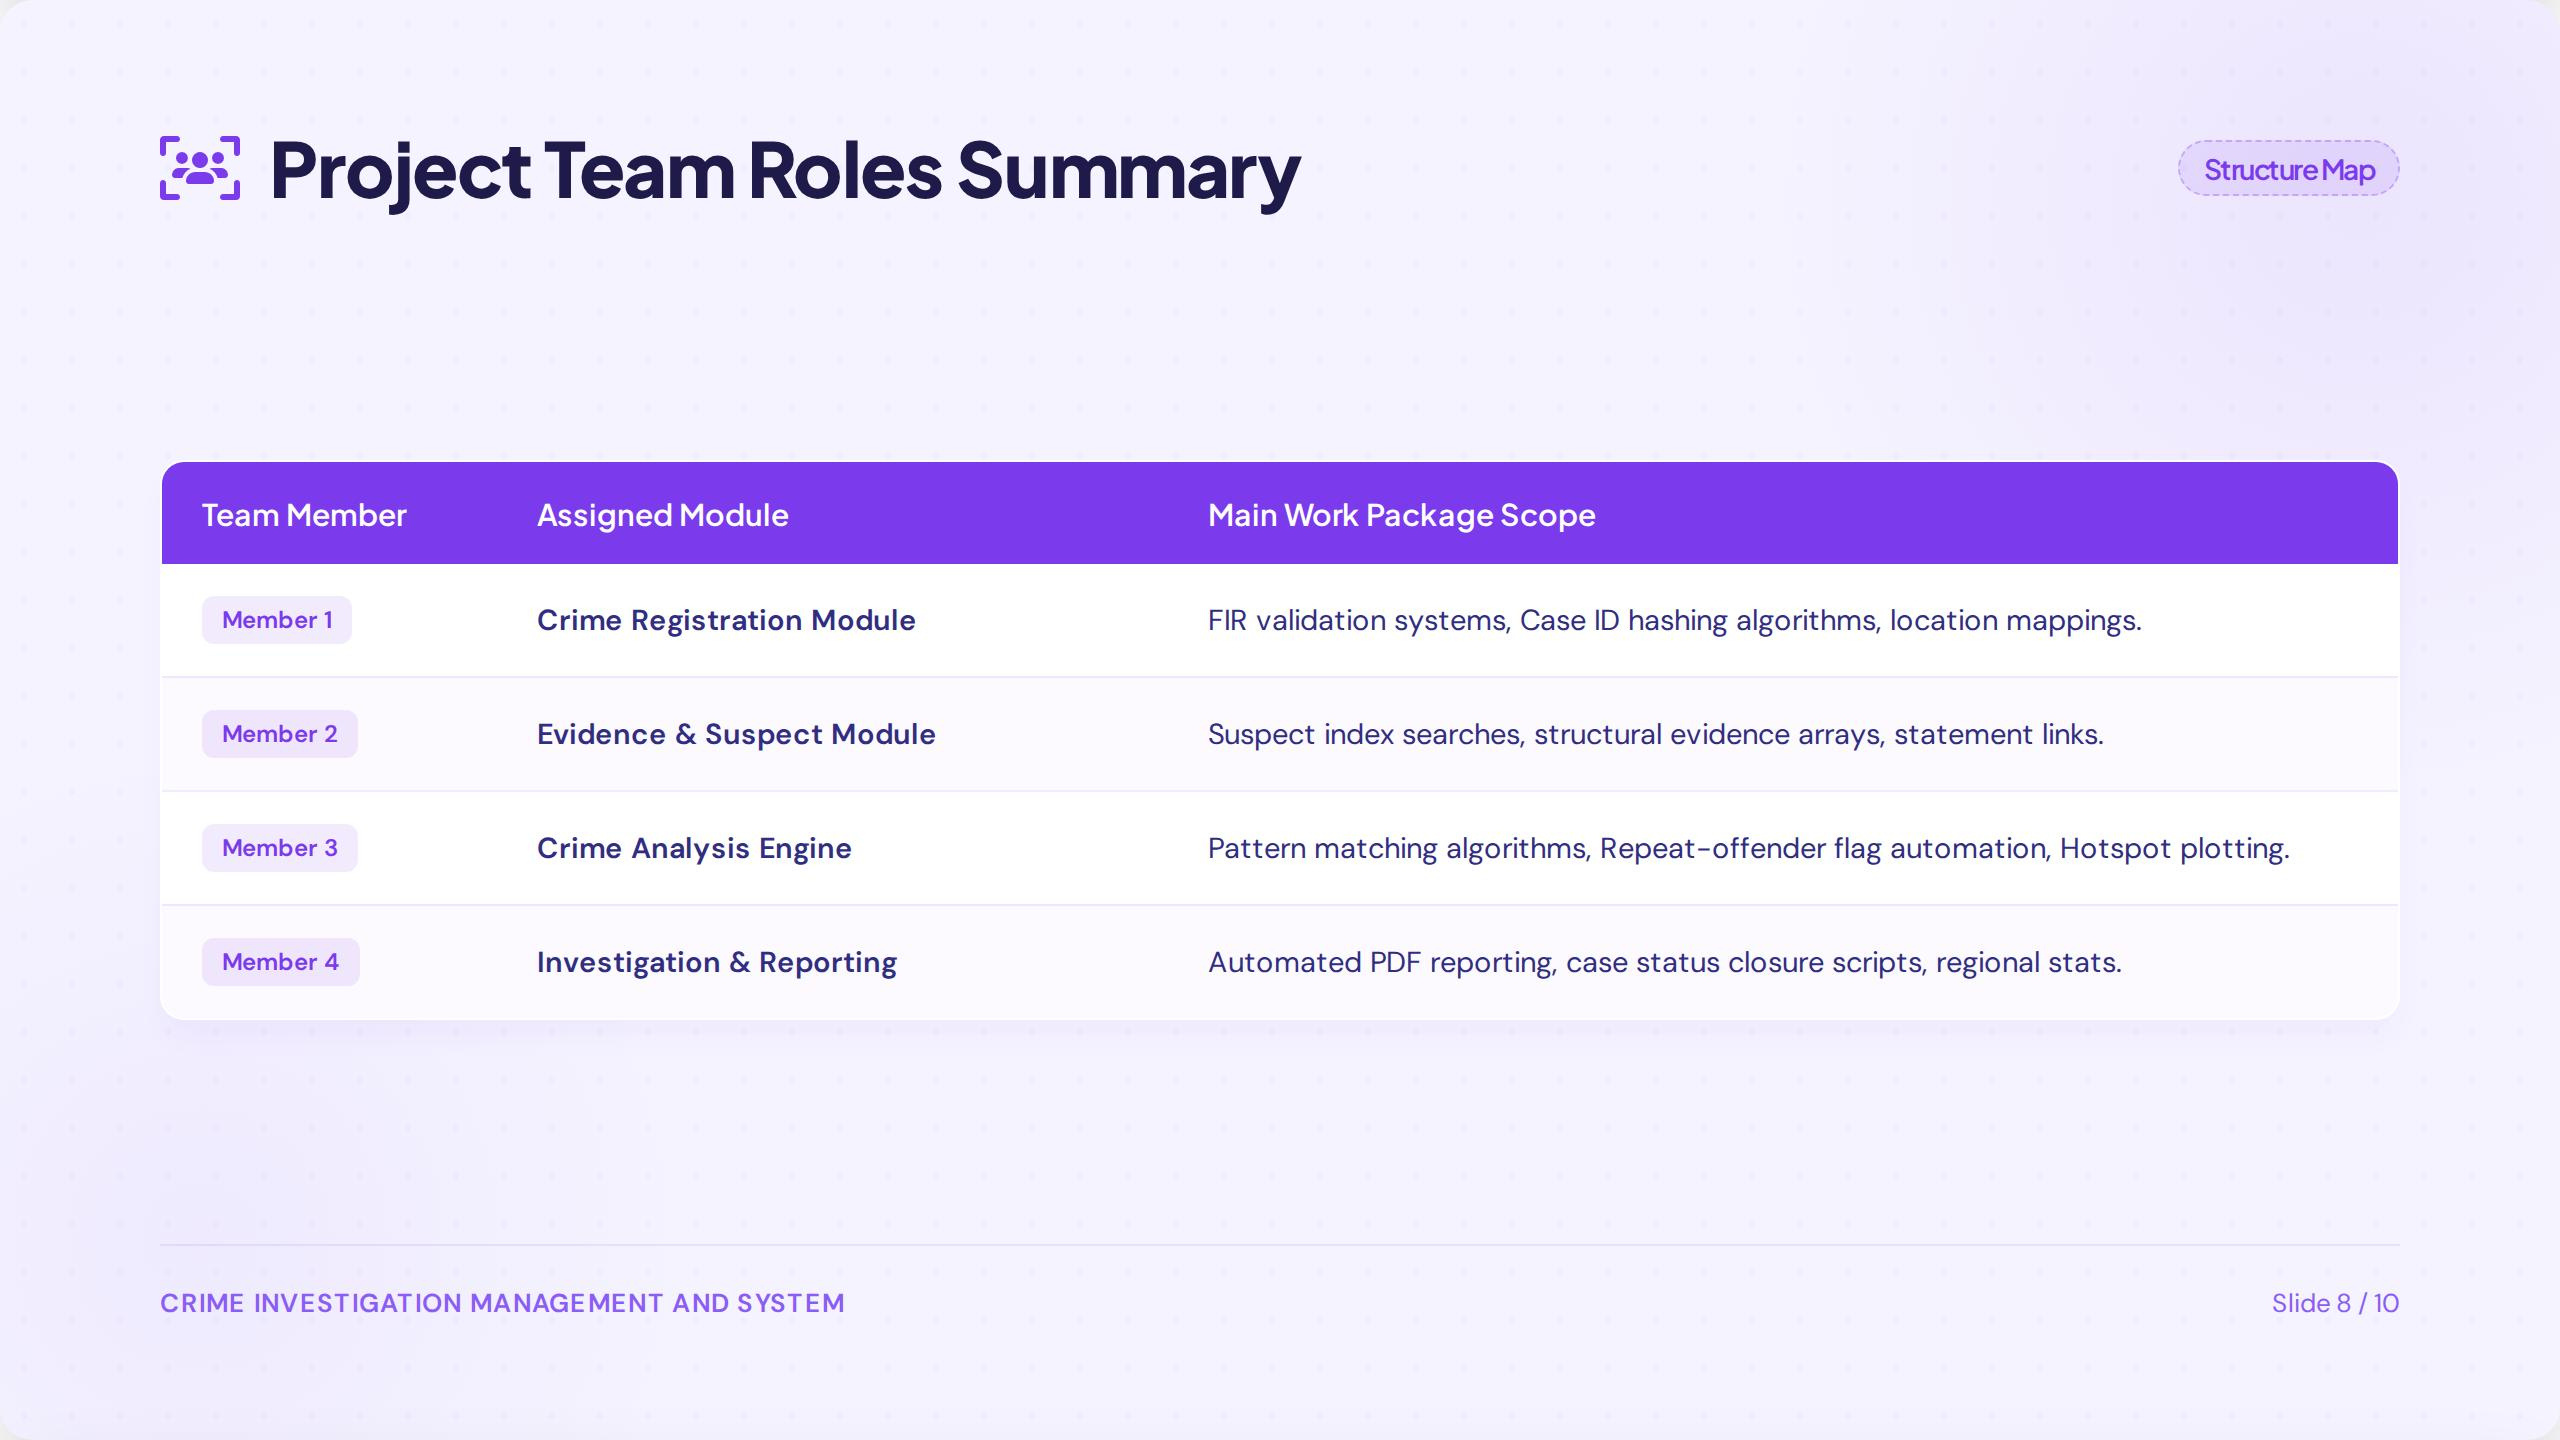 Project Team Roles Summary
Structure Map
Team Member Assigned Module Main Work Package Scope
Member 1 Crime Registration Module FIR validation systems, Case ID hashing algorithms, location mappings.
Member 2 Evidence & Suspect Module Suspect index searches, structural evidence arrays, statement links.
Member 3 Crime Analysis Engine Pattern matching algorithms, Repeat-offender flag automation, Hotspot plotting.
Member 4 Investigation & Reporting Automated PDF reporting, case status closure scripts, regional stats.
CRIME INVESTIGATION MANAGEMENT AND SYSTEM
Slide 8 / 10